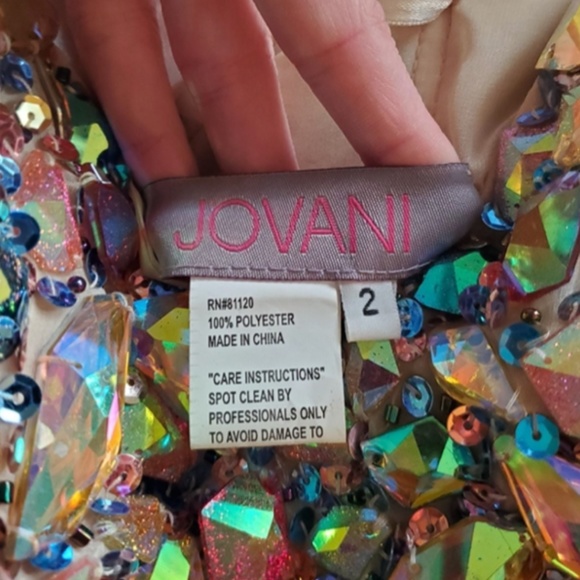 JOVANI
2
RN#81120
100% POLYESTER
MADE IN CHINA
"CARE INSTRUCTIONS"
SPOT CLEAN BY
PROFESSIONALS ONLY
TO AVOID DAMAGE TO